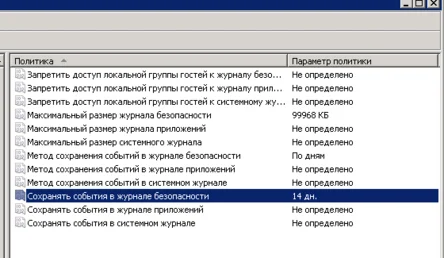 Политика Параметр политики
Запретить доступ локальной группы гостей к журналу безо... Не определено
Запретить доступ локальной группы гостей к журналу прил... Не определено
Запретить доступ локальной группы гостей к системному жу... Не определено
Максимальный размер журнала безопасности 99968 КБ
Максимальный размер журнала приложений Не определено
Максимальный размер системного журнала Не определено
Метод сохранения событий в журнале безопасности По дням
Метод сохранения событий в журнале приложений Не определено
Метод сохранения событий в системном журнале Не определено
Сохранять события в журнале безопасности 14 дн.
Сохранять события в журнале приложений Не определено
Сохранять события в системном журнале Не определено